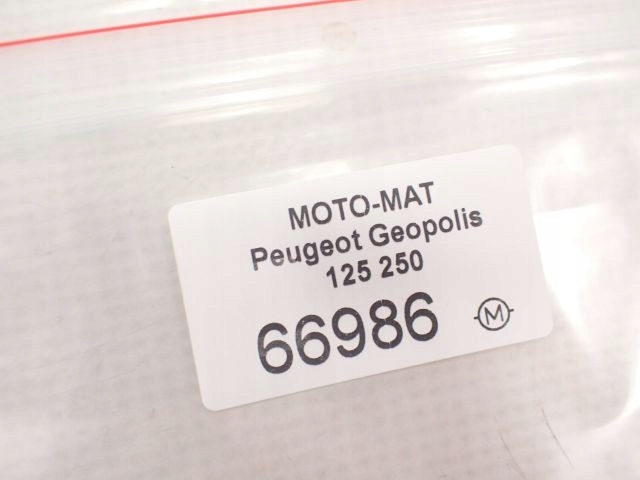 MOTO-MAT
Peugeot Geopolis
125 250
66986 M